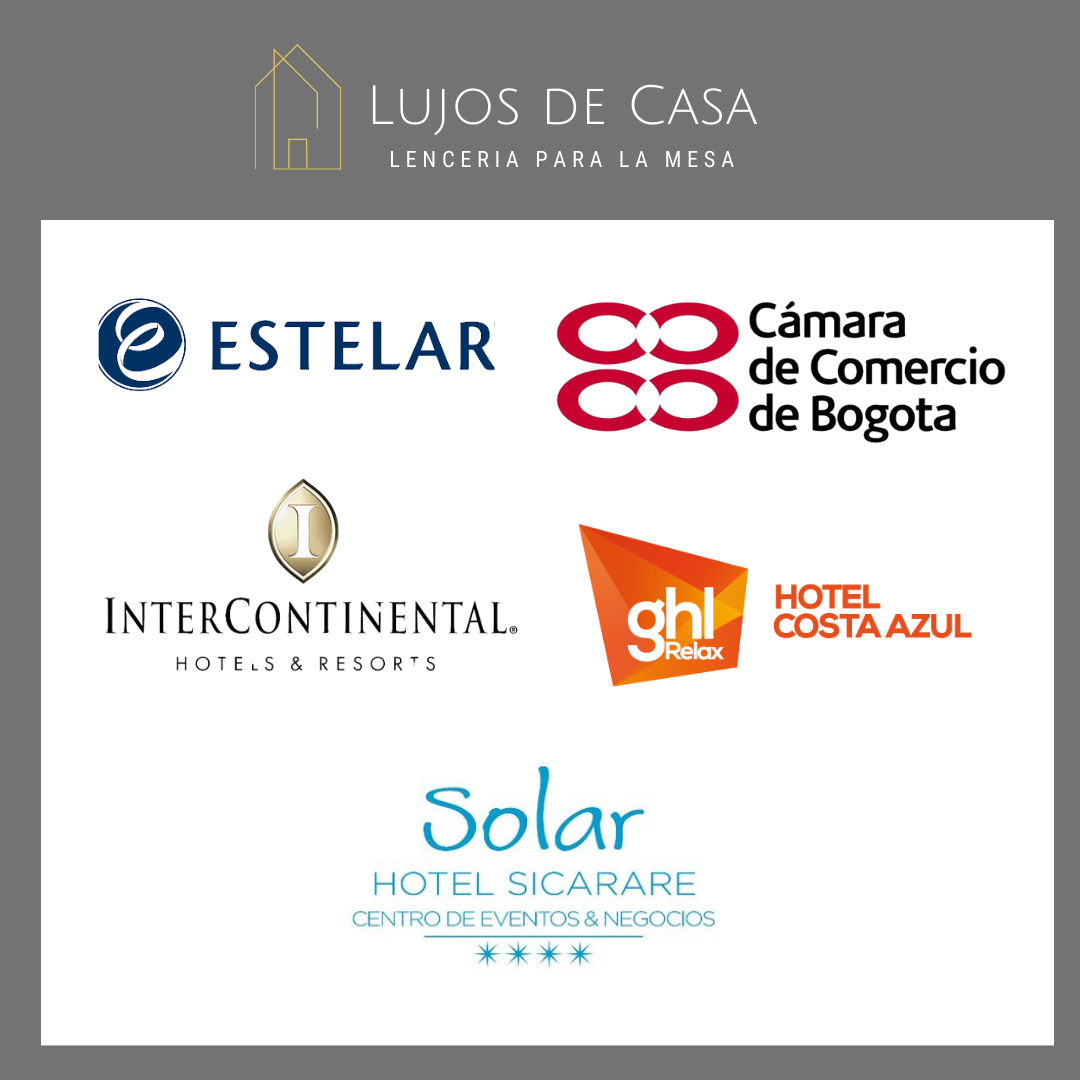 LUJOS DE CASA
LENCERIA PARA LA MESA
ESTELAR
Cámara
de Comercio
de Bogota
I
INTERCONTINENTAL®
HOTELS & RESORTS
ghl
Relax
HOTEL
COSTA AZUL
Solar
HOTEL SICARARE
CENTRO DE EVENTOS & NEGOCIOS